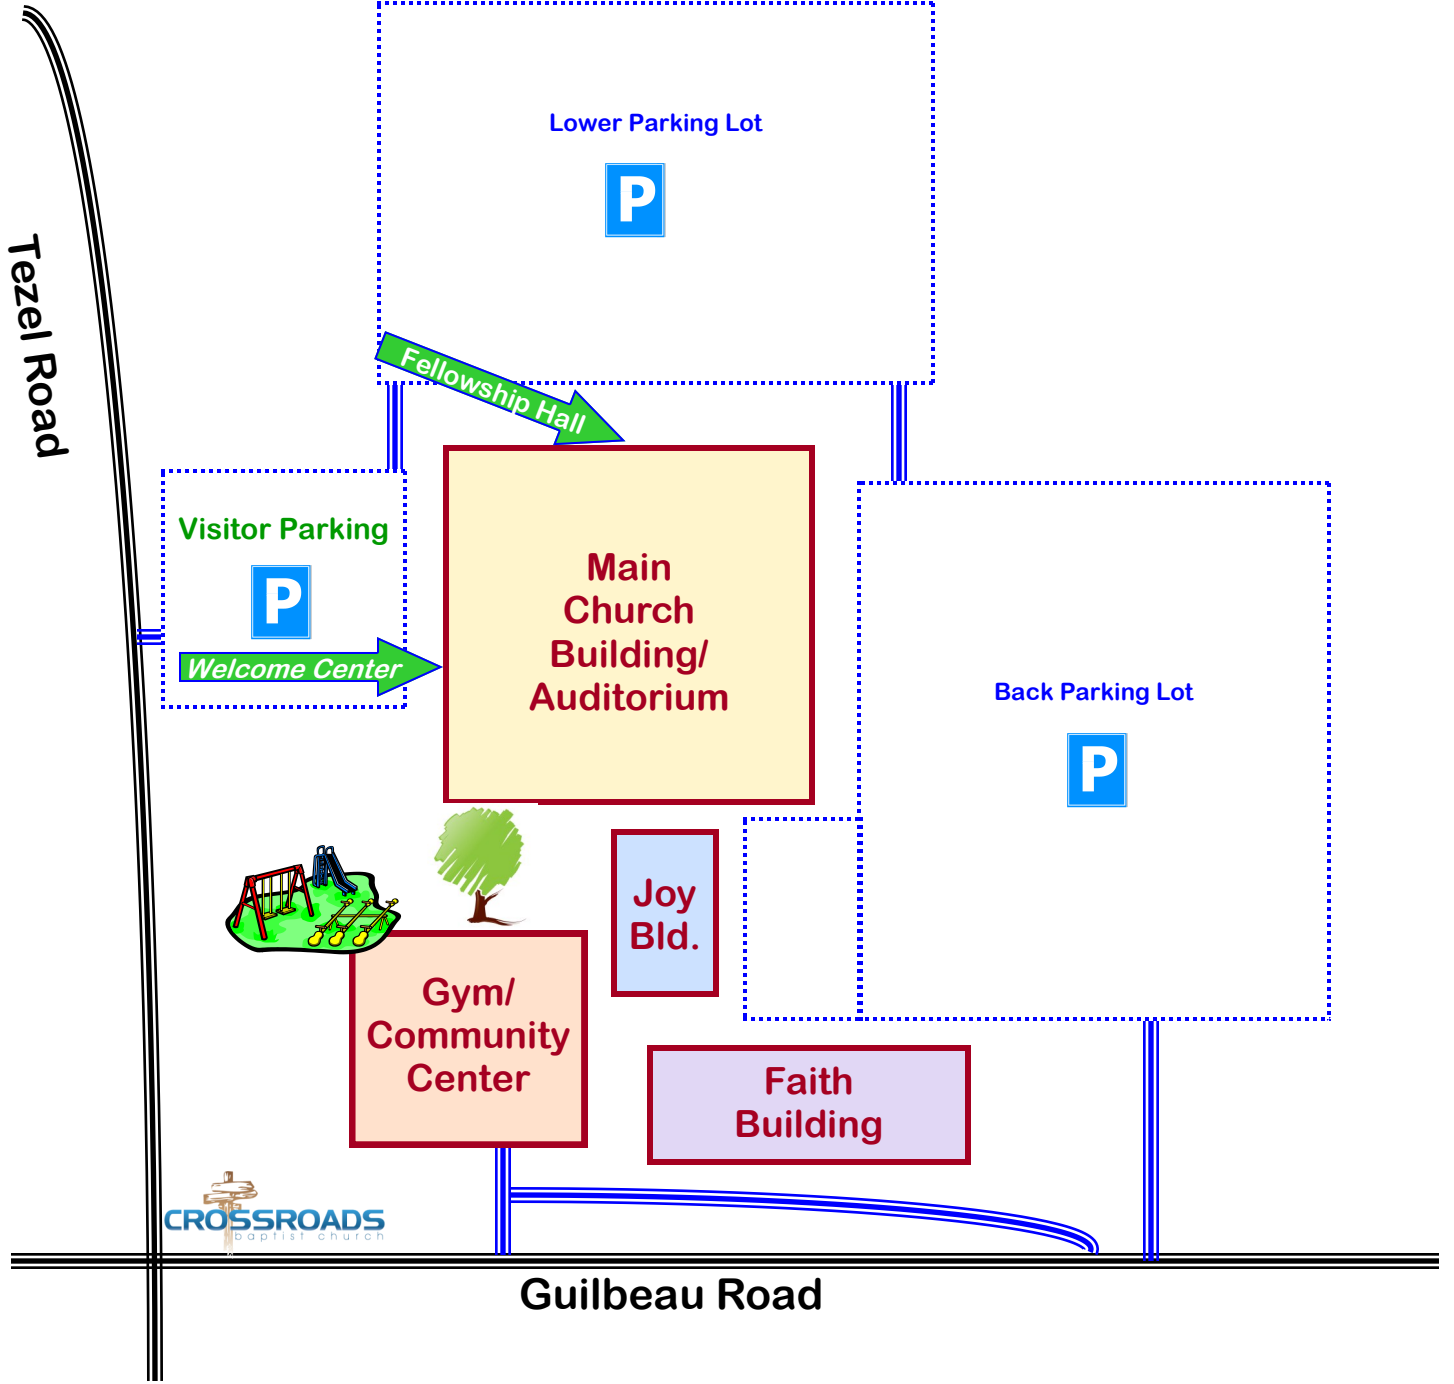 Lower Parking Lot
P
Tezel Road
Fellowship Hall
Visitor Parking
P
Welcome Center
Main
Church
Building/
Auditorium
Back Parking Lot
P
Joy
Bld.
Gym/
Community
Center
Faith
Building
CROSSROADS
baptist church
Guilbeau Road